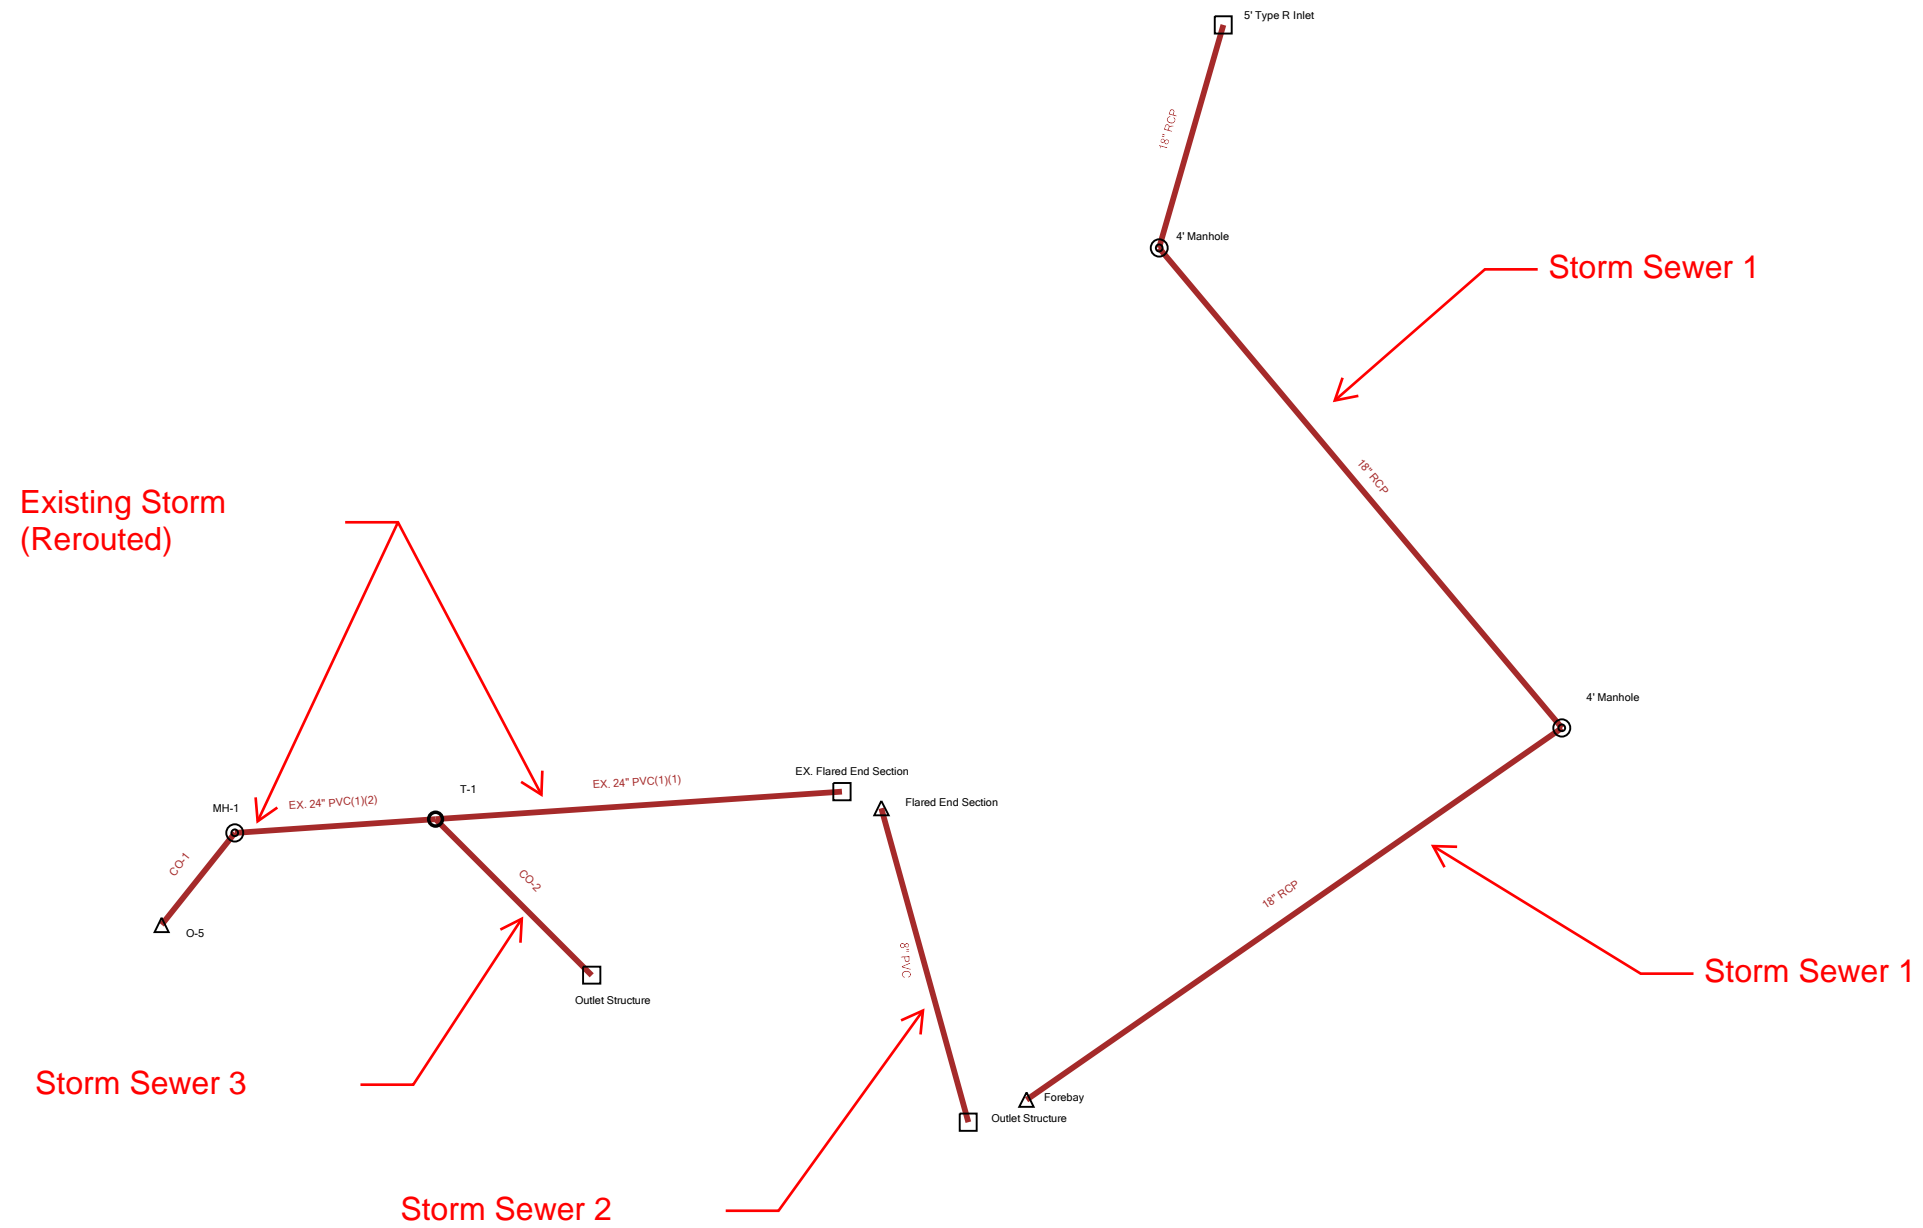 5' Type R Inlet
18" RCP
4' Manhole
Storm Sewer 1
18" RCP
Existing Storm
(Rerouted)
4' Manhole
EX. Flared End Section
EX. 24" PVC(1)(1)
T-1
EX. 24" PVC(1)(2)
MH-1
Flared End Section
CO-1
CO-2
18" RCP
O-5
8" PVC
Storm Sewer 1
Outlet Structure
Storm Sewer 3
Forebay
Outlet Structure
Storm Sewer 2